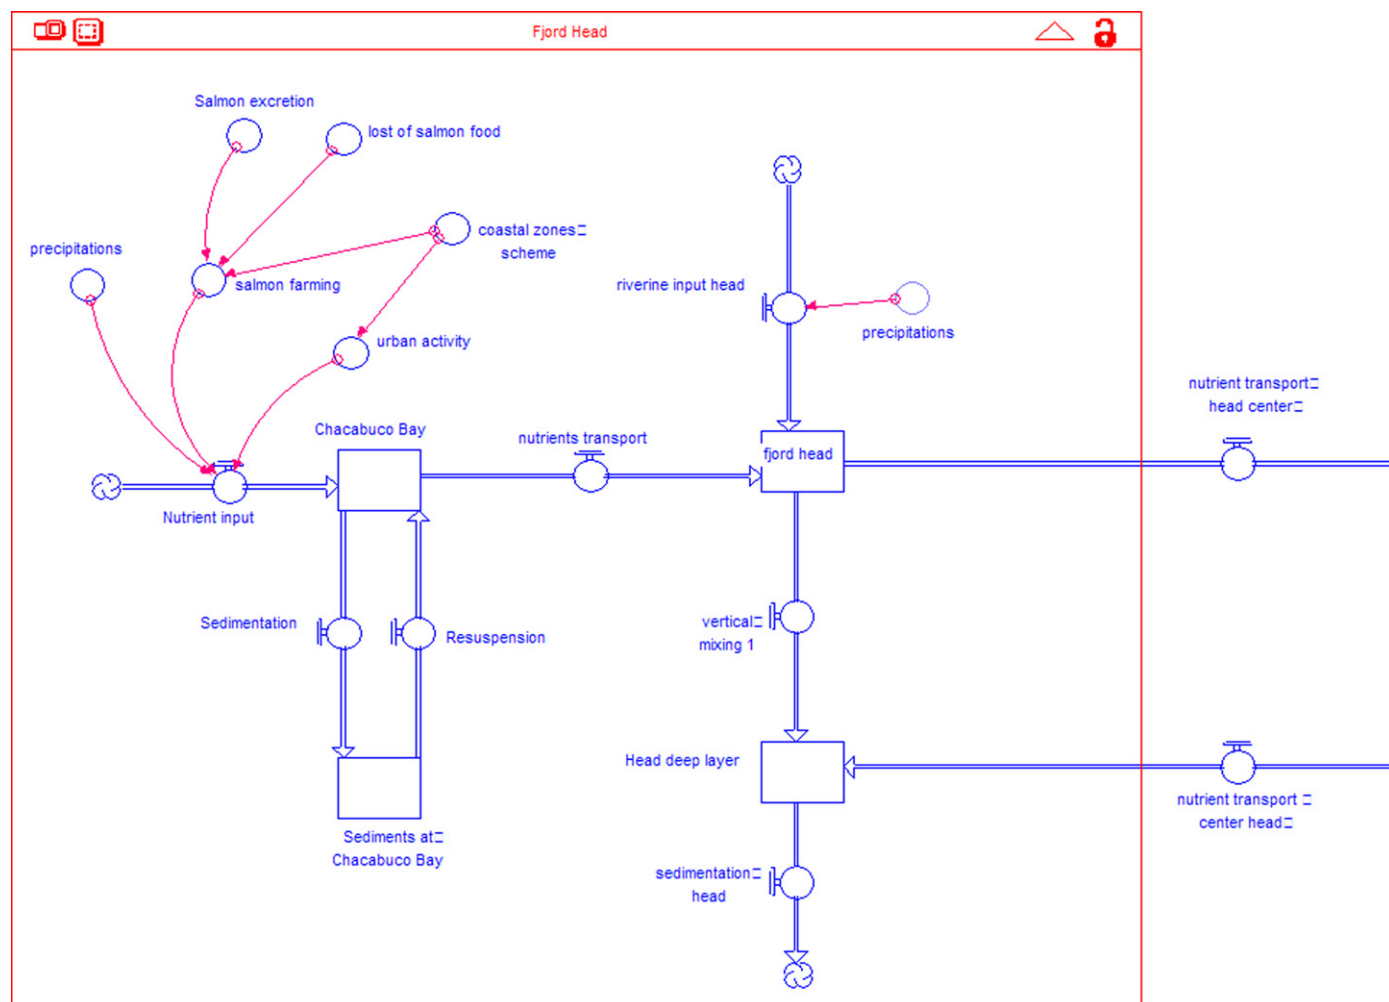 Fjord Head
Salmon excretion
lost of salmon food
precipitations
coastal zones
scheme
salmon farming
urban activity
riverine input head
precipitations
nutrient transport
head center
Chacabuco Bay
nutrients transport
fjord head
Nutrient input
Sedimentation
Resuspension
vertical
mixing 1
Head deep layer
nutrient transport
center head
Sediments at
Chacabuco Bay
sedimentation
head